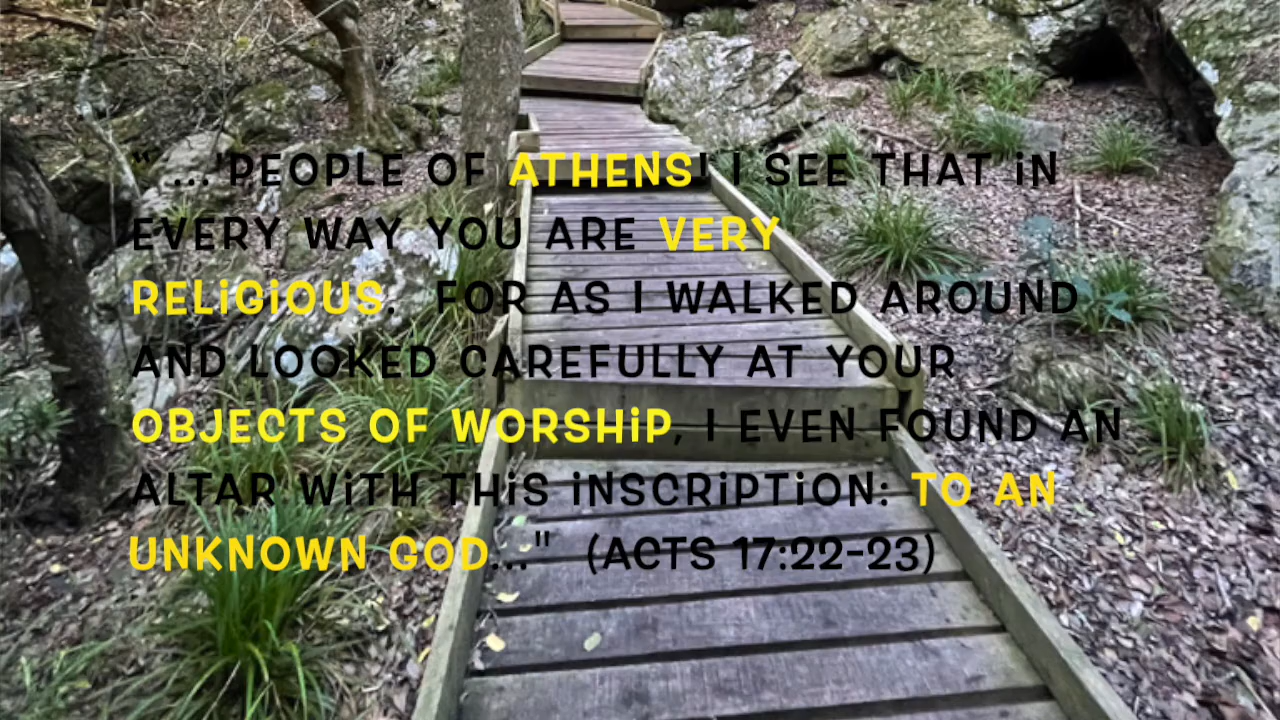 “ ...'PEOPLE OF ATHENS! I SEE THAT iN
EVERY WAY YOU ARE VERY
RELiGiOUS.  FOR AS I WALKED AROUND
AND LOOKED CAREFULLY AT YOUR
OBJECTS OF WORSHiP, I EVEN FOUND AN
ALTAR WiTH THiS iNSCRiPTiON: TO AN
UNKNOWN GOD..."  (ACTS 17:22-23)